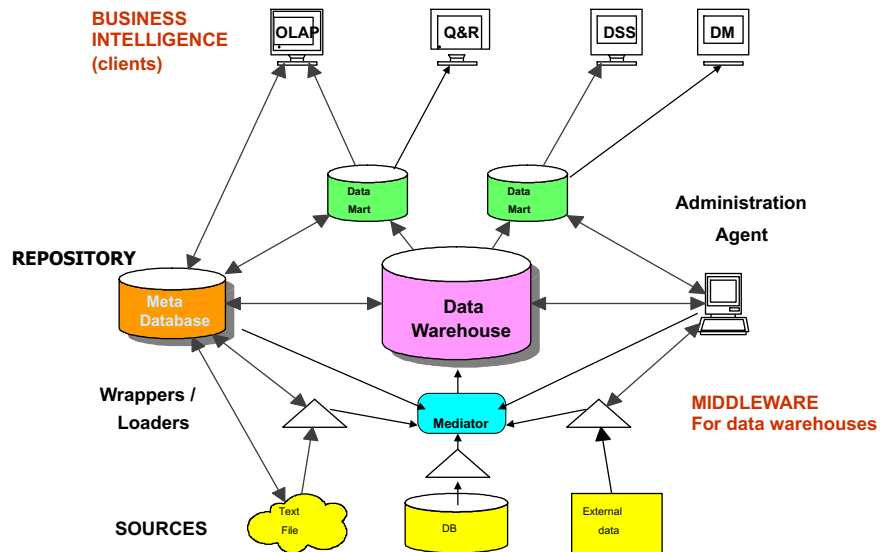 BUSINESS
INTELLIGENCE
(clients)
OLAP
Q&R
DSS
DM
Data
Mart
Data
Mart
Administration
Agent
REPOSITORY
Meta
Database
Data
Warehouse
Wrappers /
Loaders
Mediator
MIDDLEWARE
For data warehouses
SOURCES
Text
File
DB
External
data